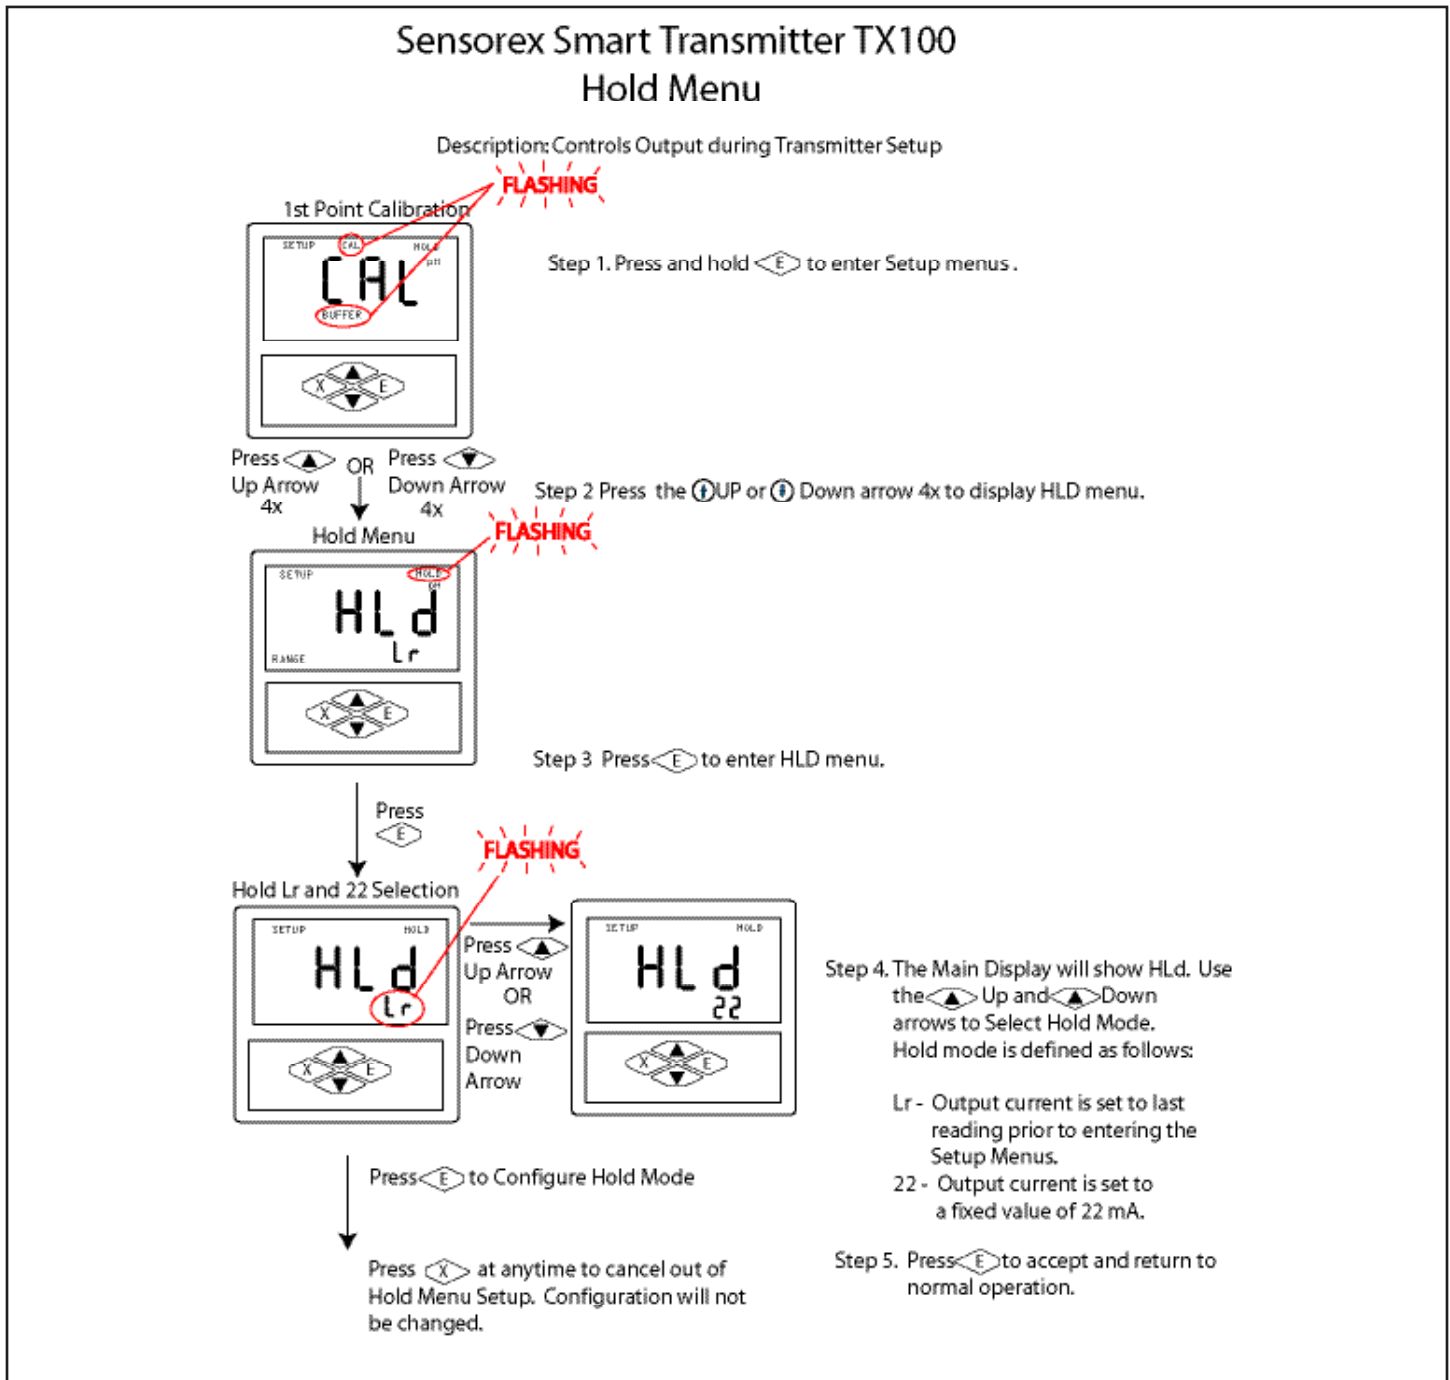 Sensorex Smart Transmitter TX100
Hold Menu
Description: Controls Output during Transmitter Setup
FLASHING
1st Point Calibration
SETUP CAL HOLD
pH
CAL
BUFFER
X E
Step 1. Press and hold E to enter Setup menus .
Press
Up Arrow
4x
OR
Press
Down Arrow
4x
Step 2 Press the UP or Down arrow 4x to display HLD menu.
FLASHING
Hold Menu
SETUP HOLD
pH
HLd
Lr
RANGE
X E
Step 3 Press E to enter HLD menu.
Press
E
FLASHING
Hold Lr and 22 Selection
SETUP HOLD
HLd
Lr
X E
Press
Up Arrow
OR
Press
Down
Arrow
SETUP HOLD
HLd
22
X E
Step 4. The Main Display will show HLd. Use
the Up and Down
arrows to Select Hold Mode.
Hold mode is defined as follows:
Lr - Output current is set to last
reading prior to entering the
Setup Menus.
22 - Output current is set to
a fixed value of 22 mA.
Press E to Configure Hold Mode
Step 5. Press E to accept and return to
normal operation.
Press X at anytime to cancel out of
Hold Menu Setup. Configuration will not
be changed.